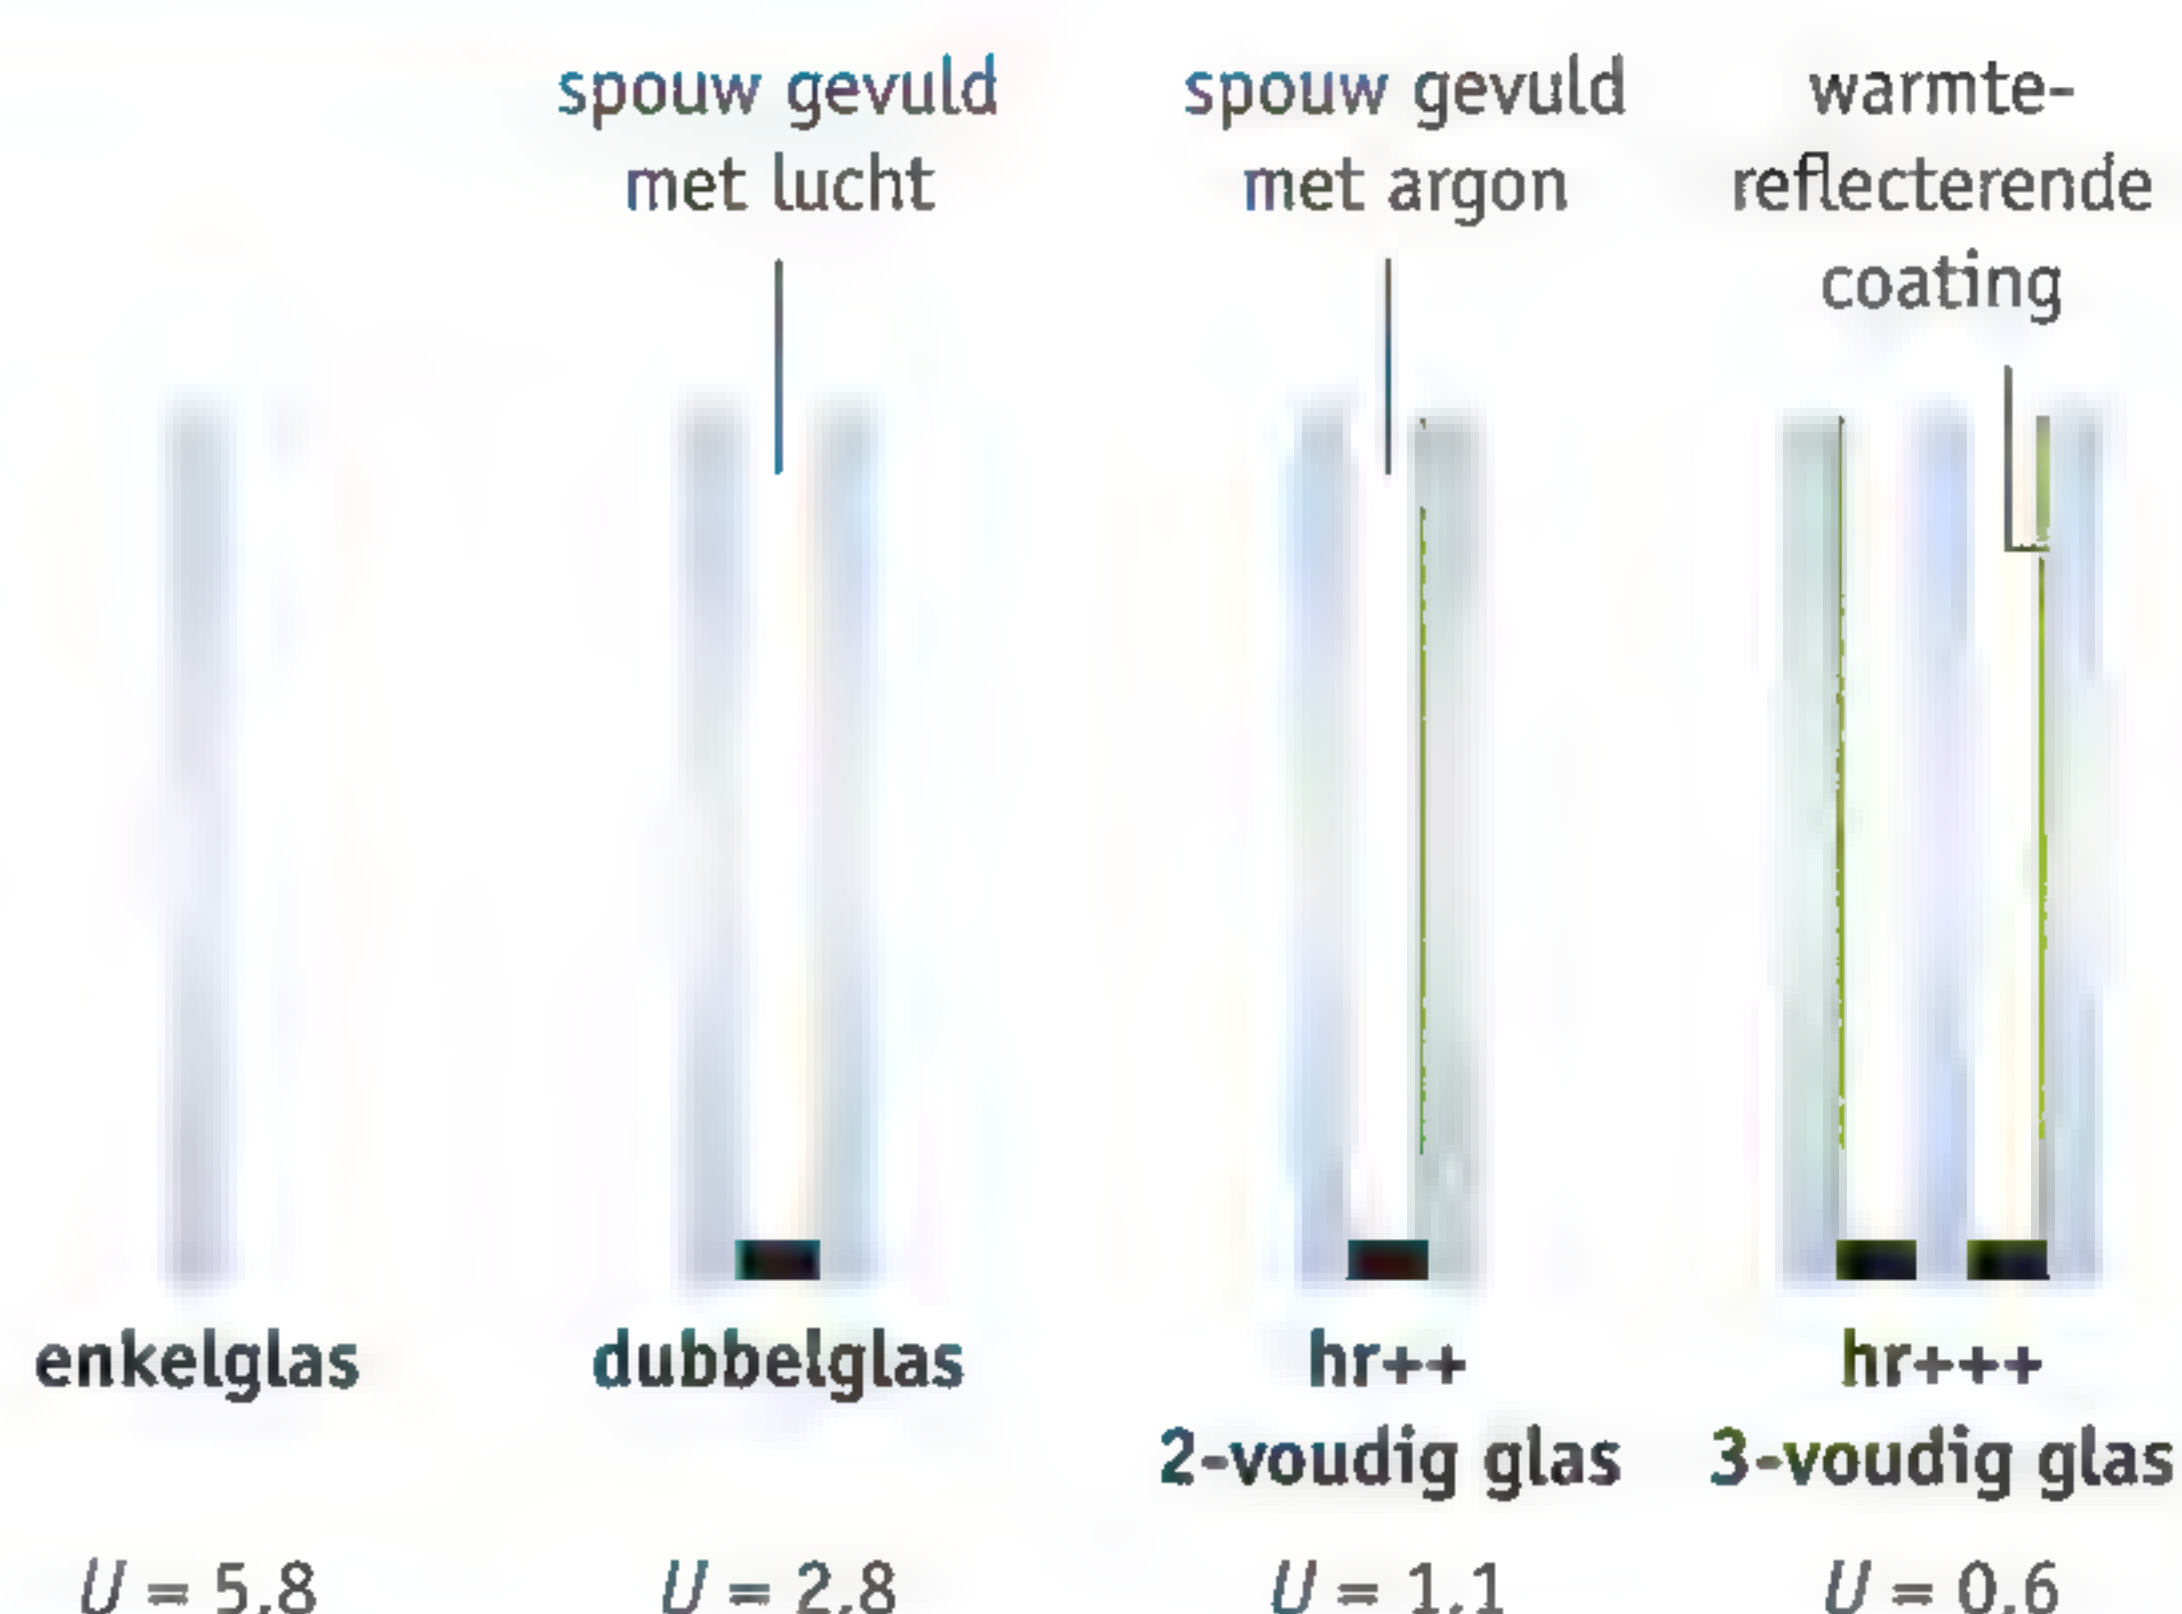 spouw gevuld
met lucht
spouw gevuld
met argon
warmte-
reflecterende
coating
enkelglas
dubbelglas
hr++
2-voudig glas
hr+++
3-voudig glas
U = 5,8
U = 2,8
U = 1,1
U = 0,6